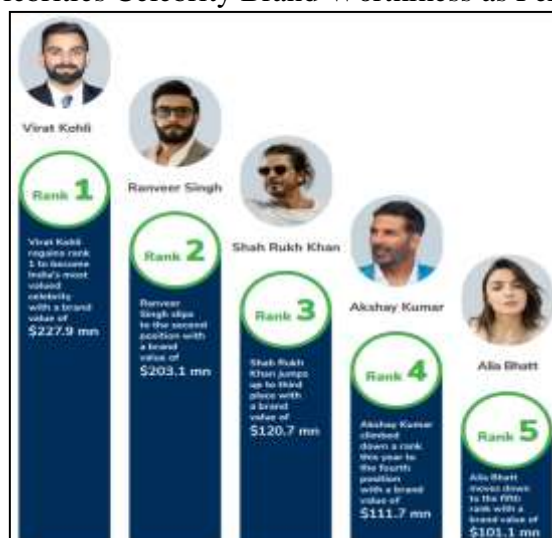 Virat Kohli
Rank 1
Virat Kohli
regains rank
1 to become
India's most
valued
celebrity
with a brand
value of
$227.9 mn
Ranveer Singh
Rank 2
Ranveer
Singh slips
to the second
position with
a brand
value of
$203.1 mn
Shah Rukh Khan
Rank 3
Shah Rukh
Khan jumps
up to third
place with
a brand
value of
$120.7 mn
Akshay Kumar
Rank 4
Akshay Kumar
climbed
down a rank
this year to
the fourth
position
with a brand
value of
$111.7 mn
Alia Bhatt
Rank 5
Alia Bhatt
moves down
to the fifth
rank with a
brand value of
$101.1 mn